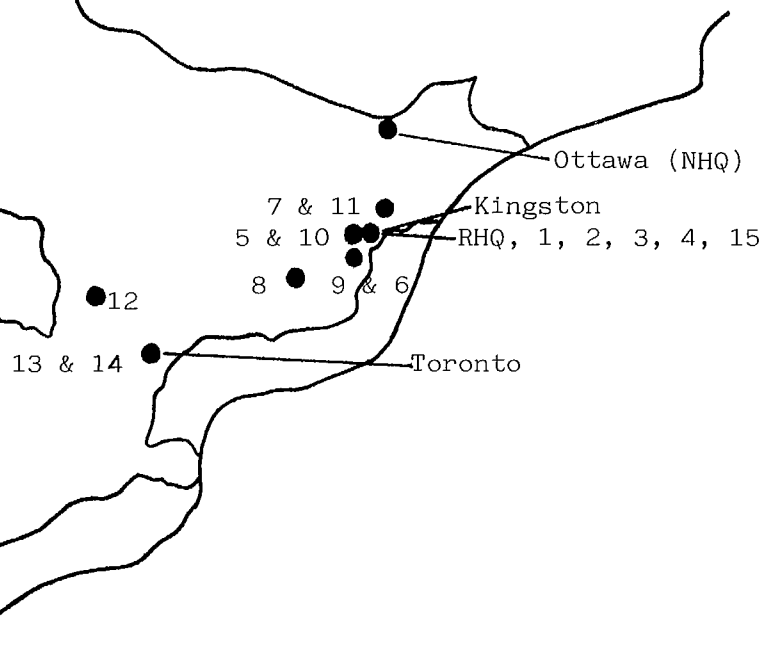 Ottawa (NHQ)
7 & 11
Kingston
5 & 10
RHQ, 1, 2, 3, 4, 15
8
9 & 6
12
13 & 14
Toronto